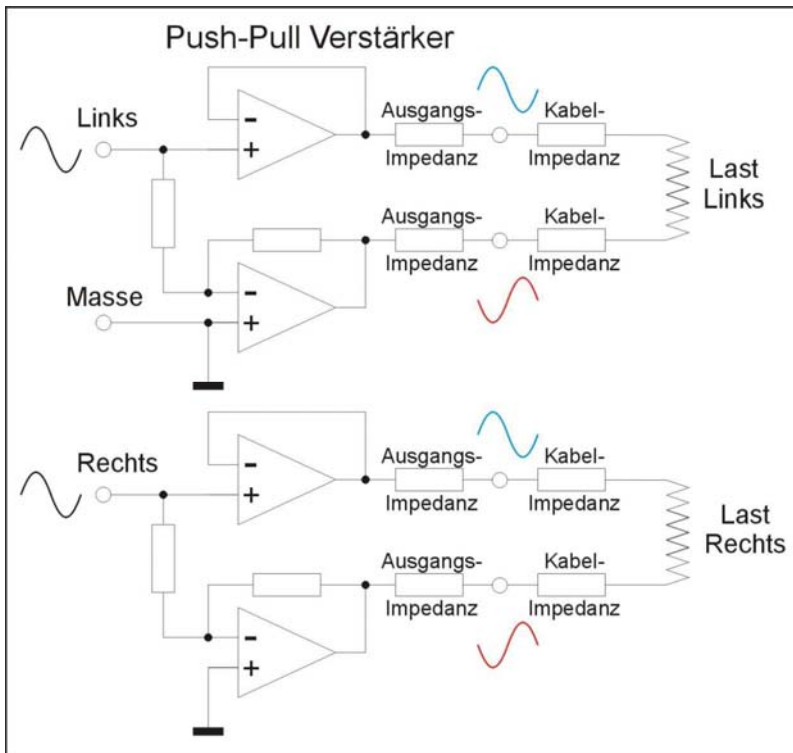 Push-Pull Verstärker
Links
Ausgangs-
Impedanz
Kabel-
Impedanz
Last
Links
-
+
Ausgangs-
Impedanz
Kabel-
Impedanz
Masse
-
+
Rechts
Ausgangs-
Impedanz
Kabel-
Impedanz
Last
Rechts
-
+
Ausgangs-
Impedanz
Kabel-
Impedanz
-
+